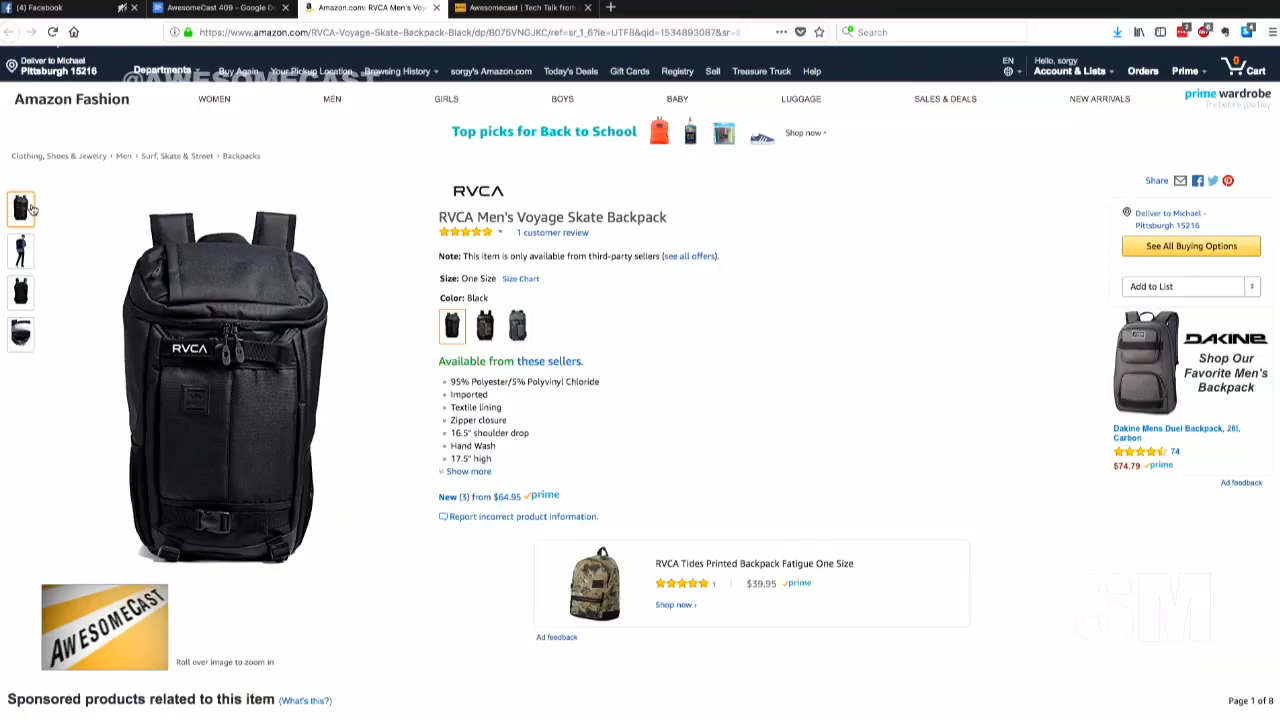 (4) Facebook
AwesomeCast 409 - Google D
Amazon.com: RVCA Men's Voy
Awesomecast | Tech Talk from
https://www.amazon.com/RVCA-Voyage-Skate-Backpack-Black/dp/B075VNGJKC/ref=sr_1_6?ie=UTF8&qid=1534893087&sr=8
Search
Deliver to Michael
Pittsburgh 15216
Departments
Buy Again
Your Pickup Location
Browsing History
sorgy's Amazon.com
Today's Deals
Gift Cards
Registry
Sell
Treasure Truck
Help
EN
Hello, sorgy
Account & Lists
Orders
Prime
0
Cart
@AWESOMECAST
Amazon Fashion
WOMEN
MEN
GIRLS
BOYS
BABY
LUGGAGE
SALES & DEALS
NEW ARRIVALS
prime wardrobe
Try before you buy
Top picks for Back to School
Shop now ›
Clothing, Shoes & Jewelry › Men › Surf, Skate & Street › Backpacks
RVCA
RVCA Men's Voyage Skate Backpack
1 customer review
Note: This item is only available from third-party sellers (see all offers).
Size: One Size Size Chart
Color: Black
Available from these sellers.
95% Polyester/5% Polyvinyl Chloride
Imported
Textile lining
Zipper closure
16.5" shoulder drop
Hand Wash
17.5" high
Show more
New (3) from $64.95 prime
Report incorrect product information.
RVCA
RVCA Tides Printed Backpack Fatigue One Size
1 | $39.95 prime
Shop now ›
Ad feedback
Share
Deliver to Michael -
Pittsburgh 15216
See All Buying Options
Add to List
DAKINE
Shop Our
Favorite Men's
Backpack
Dakine Mens Duel Backpack, 26l,
Carbon
74
$74.79 prime
Ad feedback
AWESOMECAST
Roll over image to zoom in
SM
Sponsored products related to this item (What's this?)
Page 1 of 8